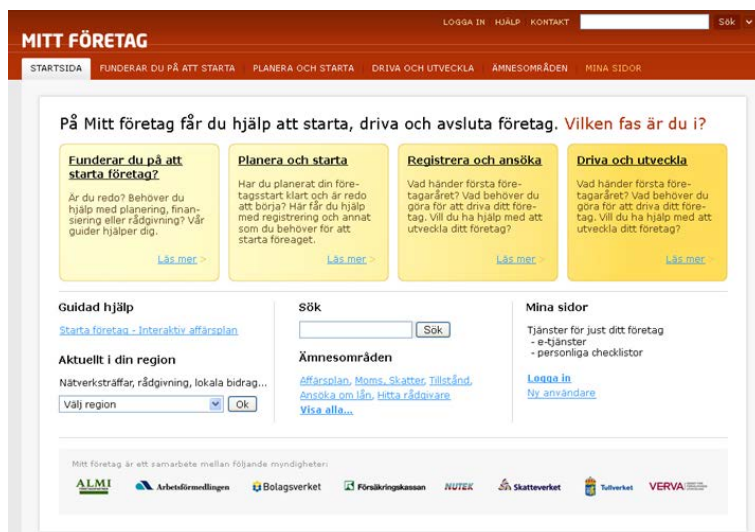 LOGGA IN HJÄLP KONTAKT Sök
MITT FÖRETAG
STARTSIDA FUNDERAR DU PÅ ATT STARTA PLANERA OCH STARTA DRIVA OCH UTVECKLA ÄMNESOMRÅDEN MINA SIDOR
På Mitt företag får du hjälp att starta, driva och avsluta företag. Vilken fas är du i?
Funderar du på att
starta företag?
Är du redo? Behöver du
hjälp med planering, finan-
siering eller rådgivning? Vår
guider hjälper dig.
Läs mer >
Planera och starta
Har du planerat din före-
tagsstart klart och är redo
att börja? Här får du hjälp
med registrering och annat
som du behöver för att
starta föreaget.
Läs mer >
Registrera och ansöka
Vad händer första före-
tagaråret? Vad behöver du
göra för att driva ditt före-
tag. Vill du ha hjälp med att
utveckla ditt företag?
Läs mer >
Driva och utveckla
Vad händer första före-
tagaråret? Vad behöver du
göra för att driva ditt före-
tag. Vill du ha hjälp med att
utveckla ditt företag?
Läs mer >
Guidad hjälp
Starta företag - Interaktiv affärsplan
Aktuellt i din region
Nätverksträffar, rådgivning, lokala bidrag...
Välj region Ok
Sök
Sök
Ämnesområden
Affärsplan, Moms, Skatter, Tillstånd,
Ansöka om lån, Hitta rådgivare
Visa alla...
Mina sidor
Tjänster för just ditt företag
- e-tjänster
- personliga checklistor
Logga in
Ny användare
Mitt företag är ett samarbete mellan följande myndigheter:
ALMI Arbetsförmedlingen Bolagsverket Försäkringskassan NUTEK Skatteverket Tullverket VERVA